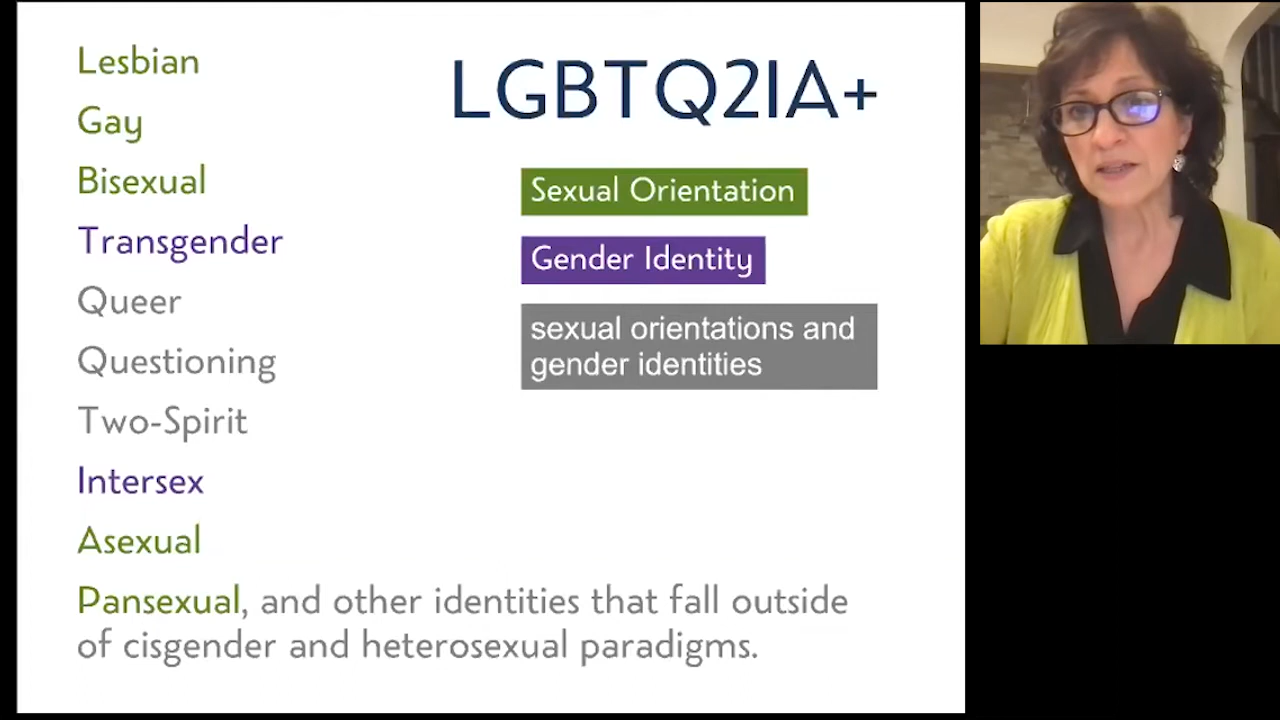 Lesbian
Gay
Bisexual
Transgender
Queer
Questioning
Two-Spirit
Intersex
Asexual
Pansexual, and other identities that fall outside
of cisgender and heterosexual paradigms.
LGBTQ2IA+
Sexual Orientation
Gender Identity
sexual orientations and
gender identities